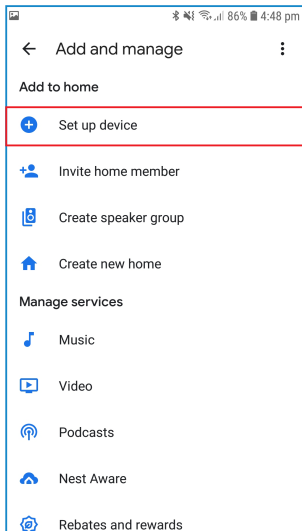 86% 4:48 pm
Add and manage
Add to home
Set up device
Invite home member
Create speaker group
Create new home
Manage services
Music
Video
Podcasts
Nest Aware
Rebates and rewards